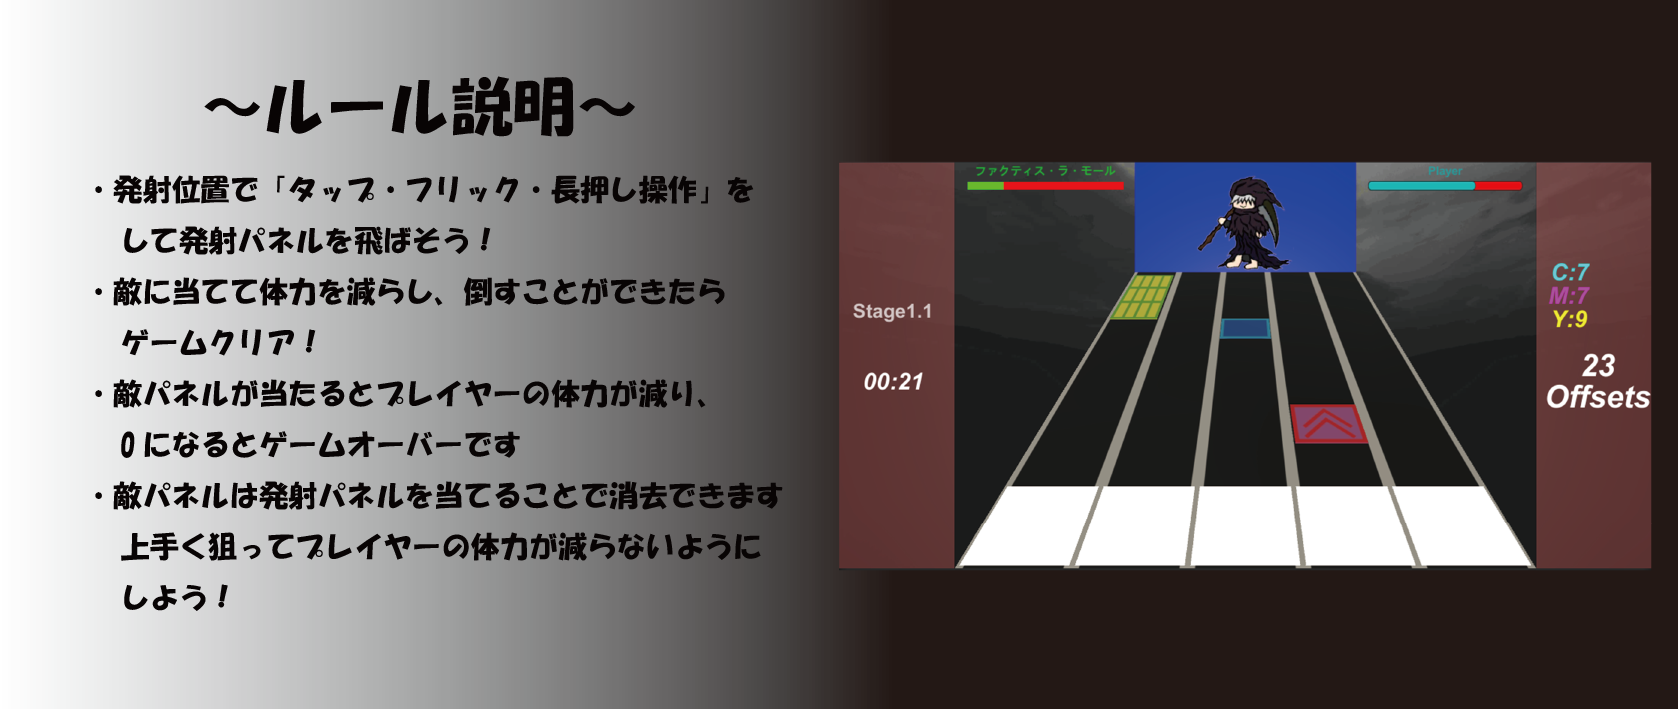 ～ルール説明～
・発射位置で「タップ・フリック・長押し操作」を
して発射パネルを飛ばそう！
・敵に当てて体力を減らし、倒すことができたら
ゲームクリア！
・敵パネルが当たるとプレイヤーの体力が減り、
0になるとゲームオーバーです
・敵パネルは発射パネルを当てることで消去できます
上手く狙ってプレイヤーの体力が減らないように
しよう！
ファクティス・ラ・モール
Player
Stage1.1
00:21
C:7
M:7
Y:9
23
Offsets